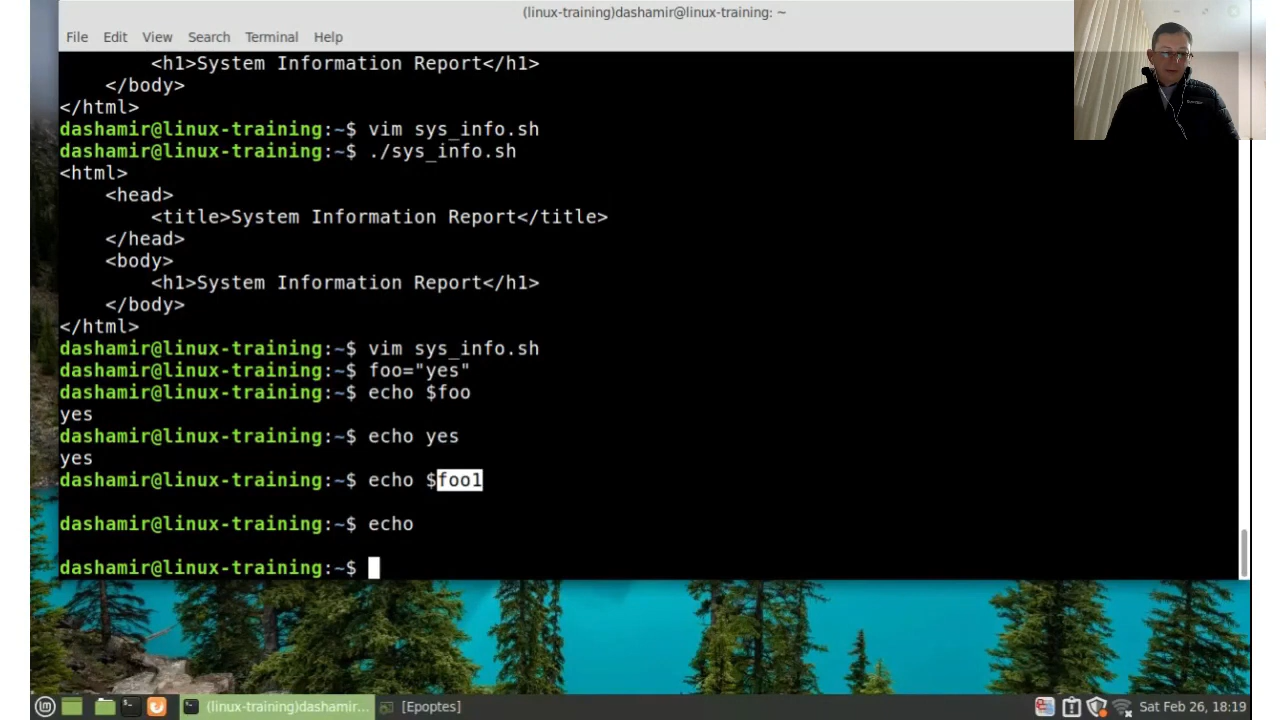 (linux-training)dashamir@linux-training: ~
File Edit View Search Terminal Help
<h1>System Information Report</h1>
</body>
</html>
dashamir@linux-training:~$ vim sys_info.sh
dashamir@linux-training:~$ ./sys_info.sh
<html>
<head>
<title>System Information Report</title>
</head>
<body>
<h1>System Information Report</h1>
</body>
</html>
dashamir@linux-training:~$ vim sys_info.sh
dashamir@linux-training:~$ foo="yes"
dashamir@linux-training:~$ echo $foo
yes
dashamir@linux-training:~$ echo yes
yes
dashamir@linux-training:~$ echo $foo1
dashamir@linux-training:~$ echo
dashamir@linux-training:~$
(linux-training)dashamir... [Epoptes] Sat Feb 26, 18:19